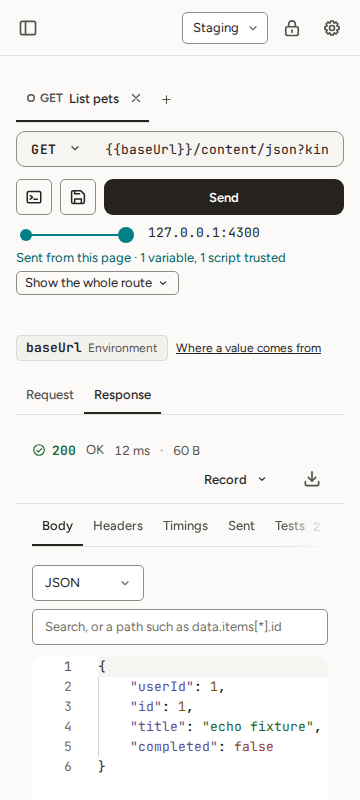 Staging
GET List pets
GET {{baseUrl}}/content/json?kin
Send
127.0.0.1:4300
Sent from this page · 1 variable, 1 script trusted
Show the whole route
baseUrl Environment Where a value comes from
Request Response
200 OK 12 ms · 60 B
Record
Body Headers Timings Sent Tests 2
JSON
Search, or a path such as data.items[*].id
1 {
2 "userId": 1,
3 "id": 1,
4 "title": "echo fixture",
5 "completed": false
6 }